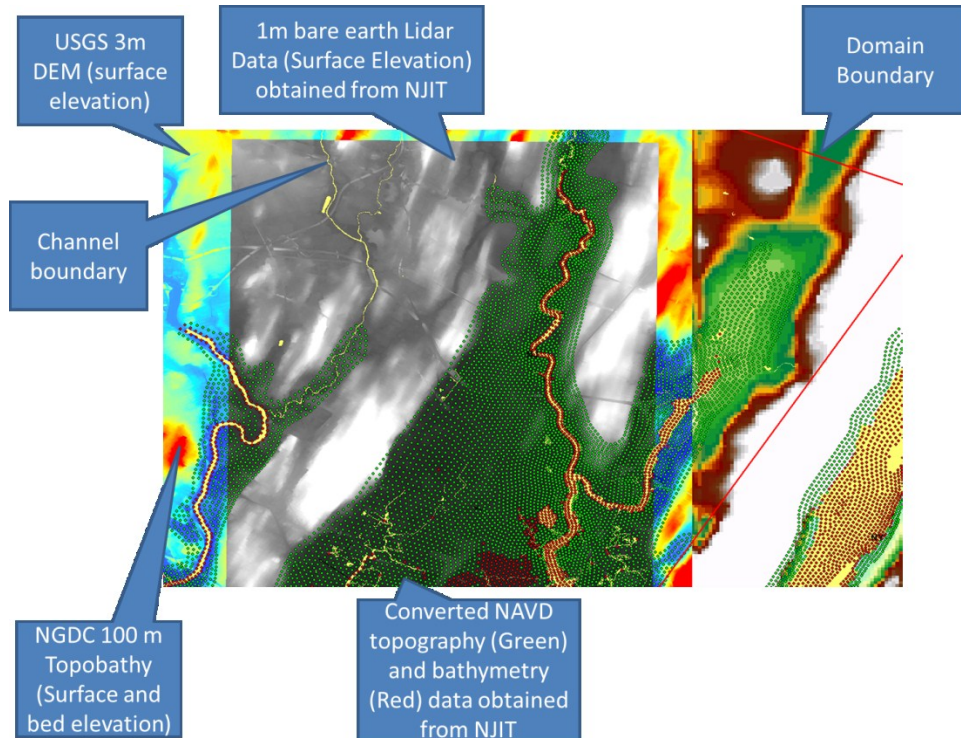 USGS 3m
DEM (surface
elevation)
1m bare earth Lidar
Data (Surface Elevation)
obtained from NJIT
Domain
Boundary
Channel
boundary
NGDC 100 m
Topobathy
(Surface and
bed elevation)
Converted NAVD
topography (Green)
and bathymetry
(Red) data obtained
from NJIT